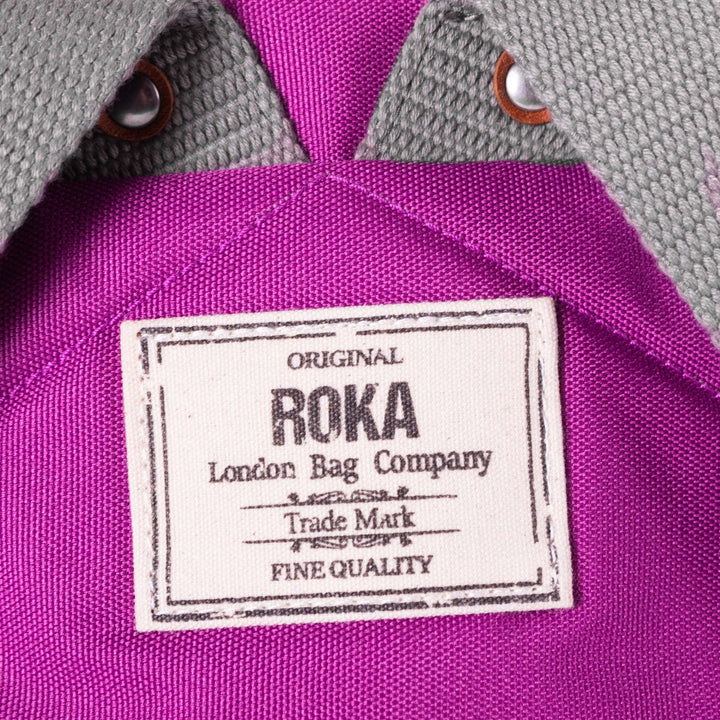 ORIGINAL
ROKA
London Bag Company
Trade Mark
FINE QUALITY